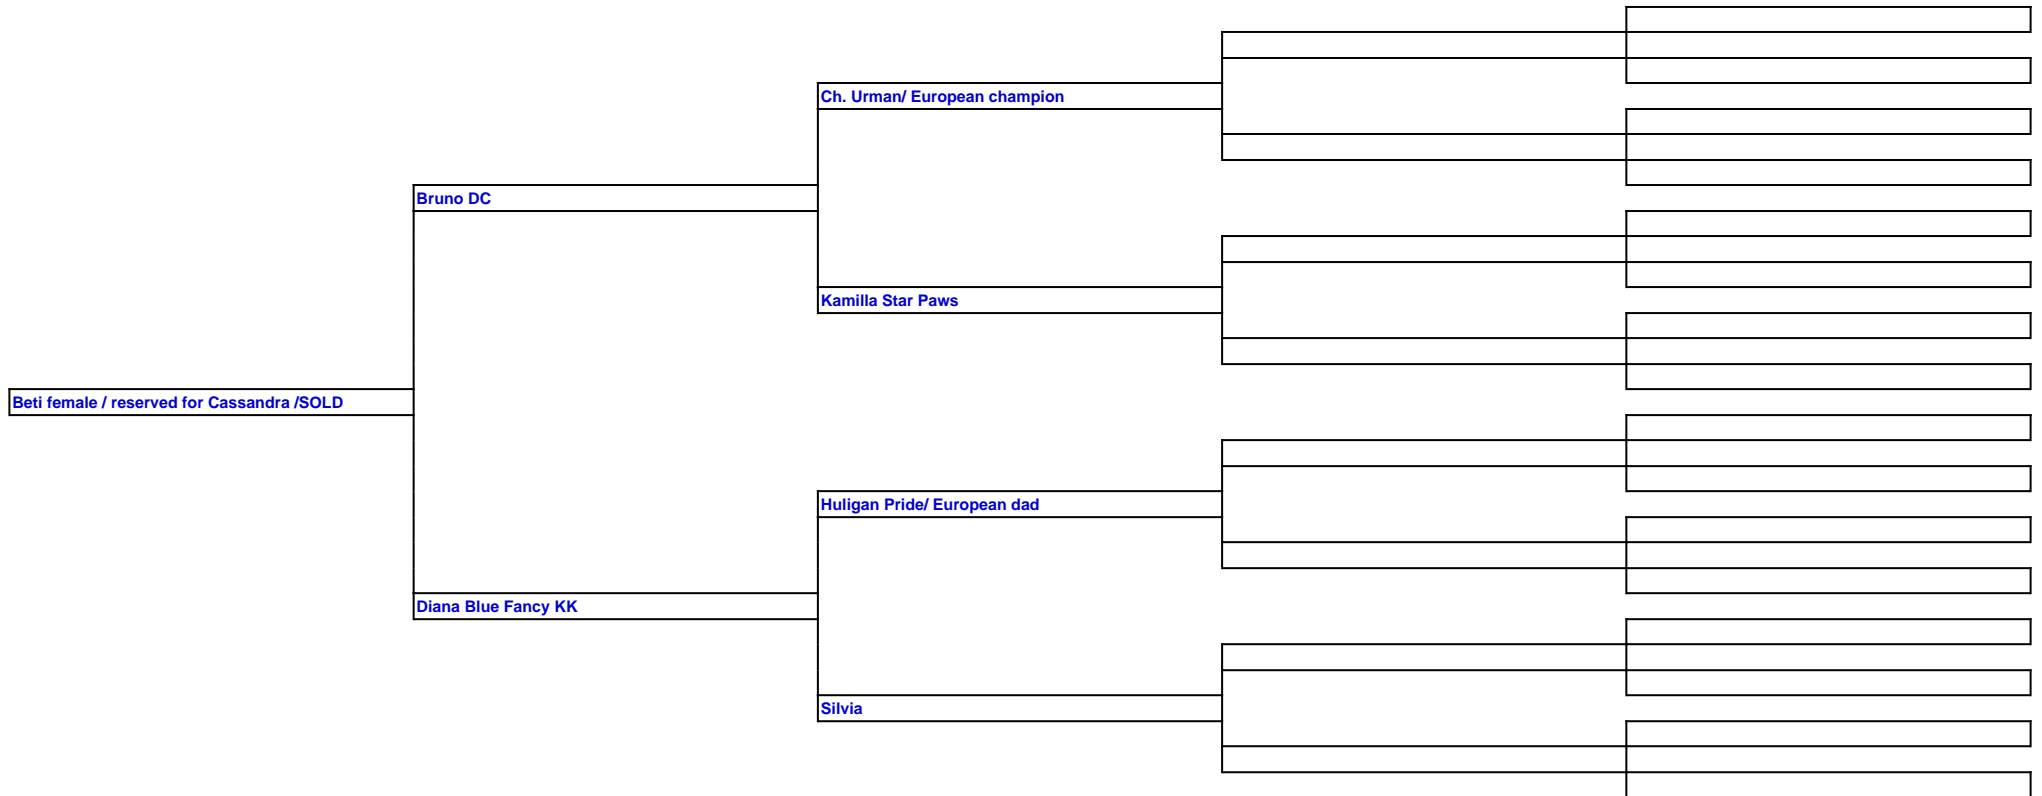 Ch. Urman/ European champion
Bruno DC
Kamilla Star Paws
Beti female / reserved for Cassandra /SOLD
Huligan Pride/ European dad
Diana Blue Fancy KK
Silvia